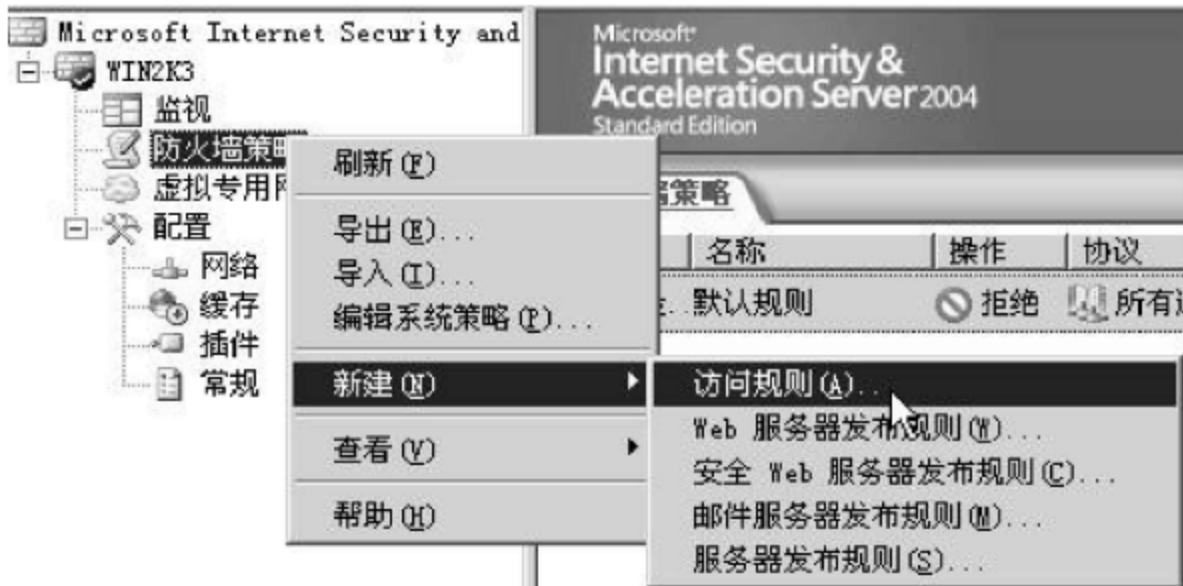 Microsoft Internet Security and
WIN2K3
监视
防火墙策略
虚拟专用
配置
网络
缓存
插件
常规
Microsoft
Internet Security &
Acceleration Server 2004
Standard Edition
策略
名称 操作 协议
默认规则 拒绝 所有
刷新(F)
导出(E)...
导入(I)...
编辑系统策略(P)...
新建(N)
查看(V)
帮助(H)
访问规则(A)...
Web 服务器发布规则(W)...
安全 Web 服务器发布规则(C)...
邮件服务器发布规则(M)...
服务器发布规则(S)...